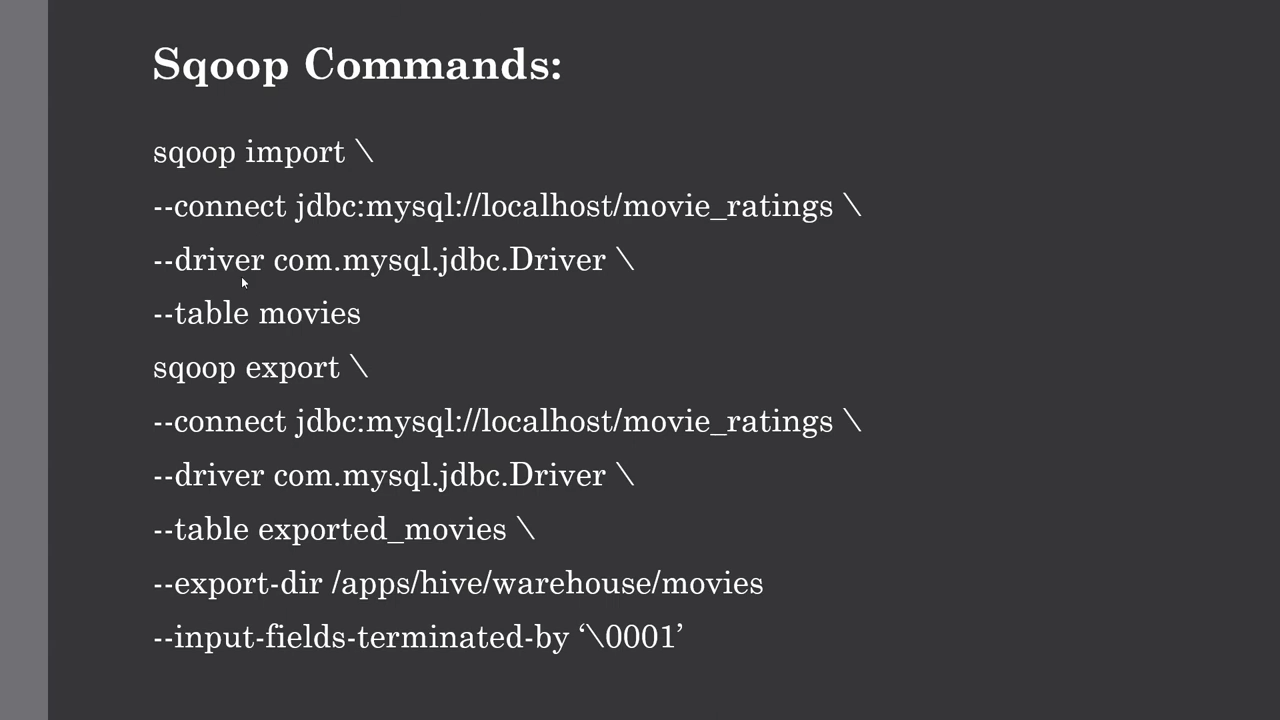 Sqoop Commands:
sqoop import \
--connect jdbc:mysql://localhost/movie_ratings \
--driver com.mysql.jdbc.Driver \
--table movies
sqoop export \
--connect jdbc:mysql://localhost/movie_ratings \
--driver com.mysql.jdbc.Driver \
--table exported_movies \
--export-dir /apps/hive/warehouse/movies
--input-fields-terminated-by ‘\0001’